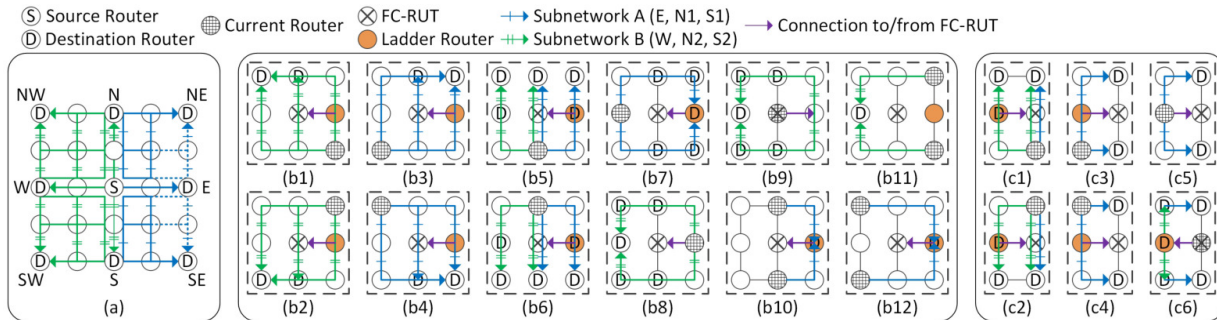 S Source Router
D Destination Router
Current Router
FC-RUT
Ladder Router
Subnetwork A (E, N1, S1)
Subnetwork B (W, N2, S2)
Connection to/from FC-RUT
NW N NE
D D D
W D S D E
D D D
SW S SE
(a)
D D
(b1)
D D
(b3)
D D D
D
(b5)
D D
D
D D
(b7)
D D
D
D D
(b9)
D
(b11)
D D
(b2)
D D
(b4)
D
D D D
(b6)
D D
D
D D
(b8)
D
(b10)
D
(b12)
D D
D
(c1)
D
D
(c3)
D
D
(c5)
D
D D
(c2)
D
D
(c4)
D D
D
D D
(c6)